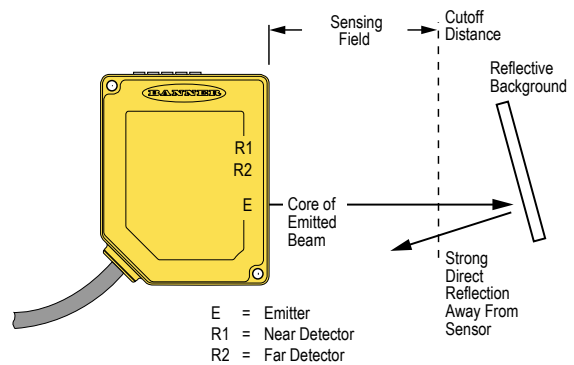 Sensing
Field
Cutoff
Distance
Reflective
Background
BANNER
R1
R2
E
Core of
Emitted
Beam
Strong
Direct
Reflection
Away From
Sensor
E = Emitter
R1 = Near Detector
R2 = Far Detector